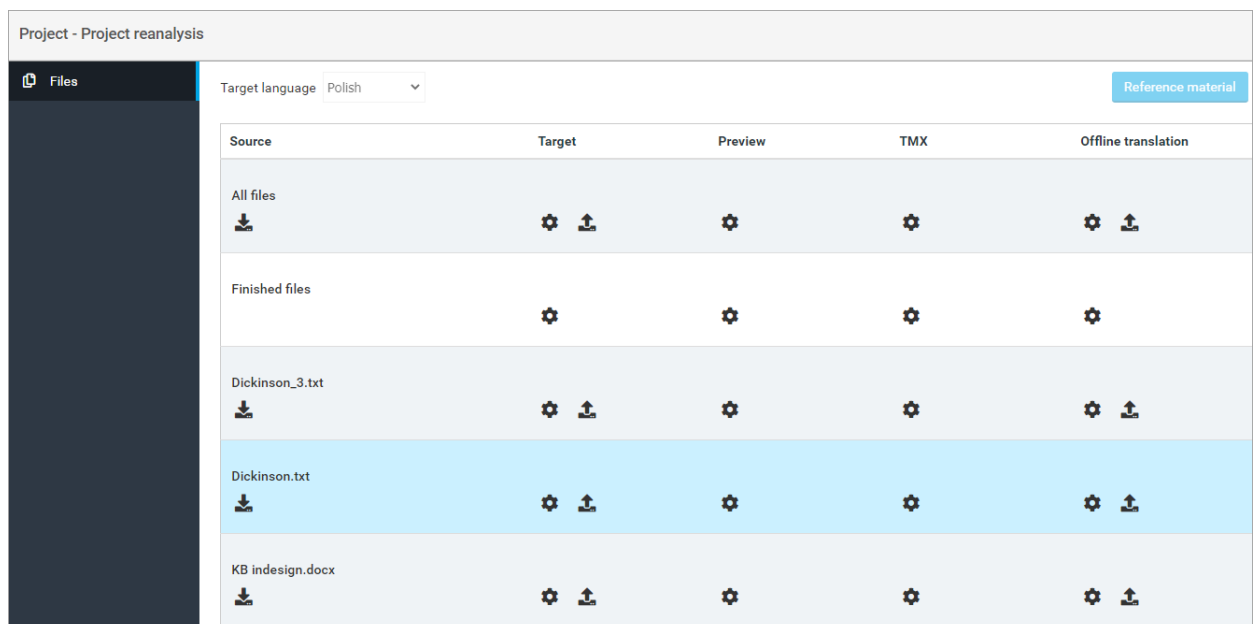 Project - Project reanalysis
Files
Target language Polish
Reference material
Source Target Preview TMX Offline translation
All files
Finished files
Dickinson_3.txt
Dickinson.txt
KB indesign.docx